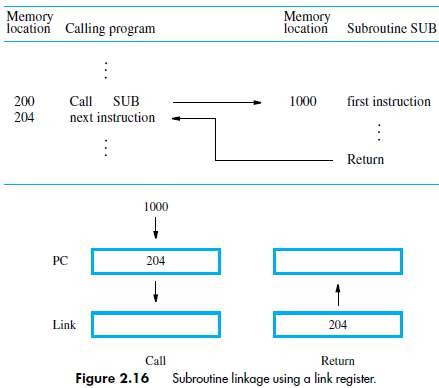 Memory Memory
location Calling program location Subroutine SUB
200 Call SUB 1000 first instruction
204 next instruction
Return
1000
PC 204
Link 204
Call Return
Figure 2.16 Subroutine linkage using a link register.